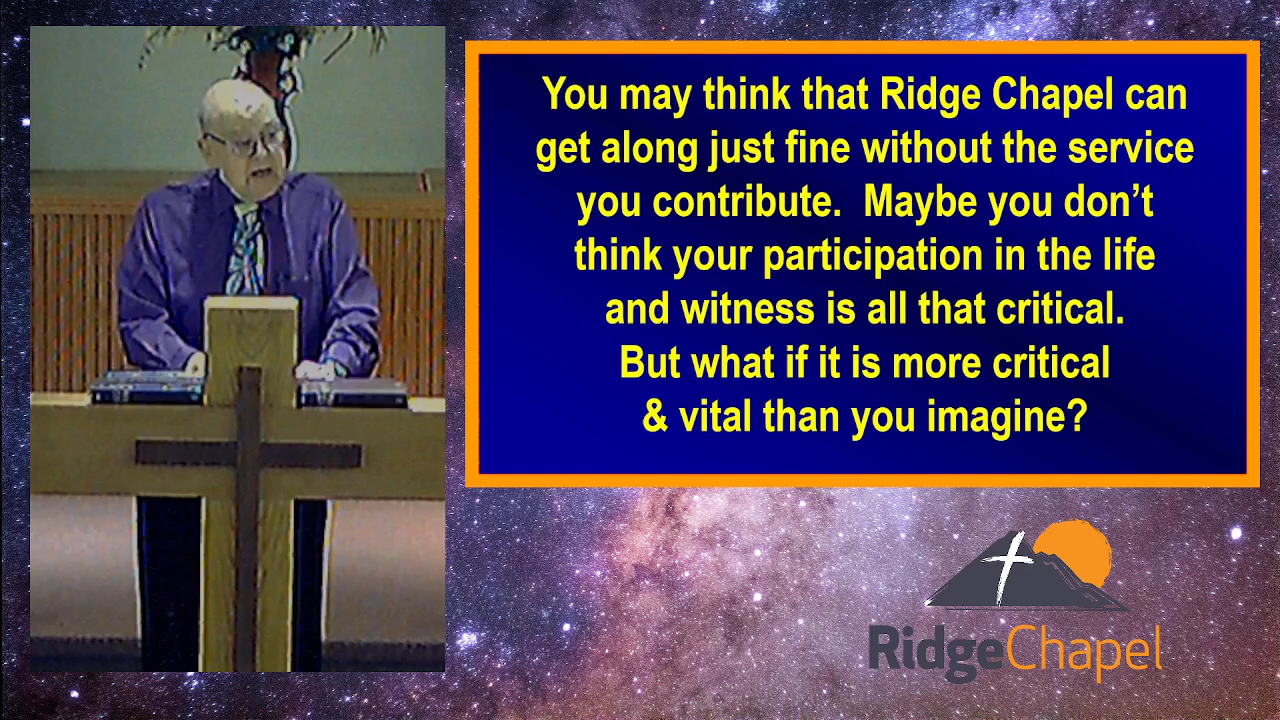 You may think that Ridge Chapel can
get along just fine without the service
you contribute.  Maybe you don’t
think your participation in the life
and witness is all that critical.
But what if it is more critical
& vital than you imagine?
RidgeChapel